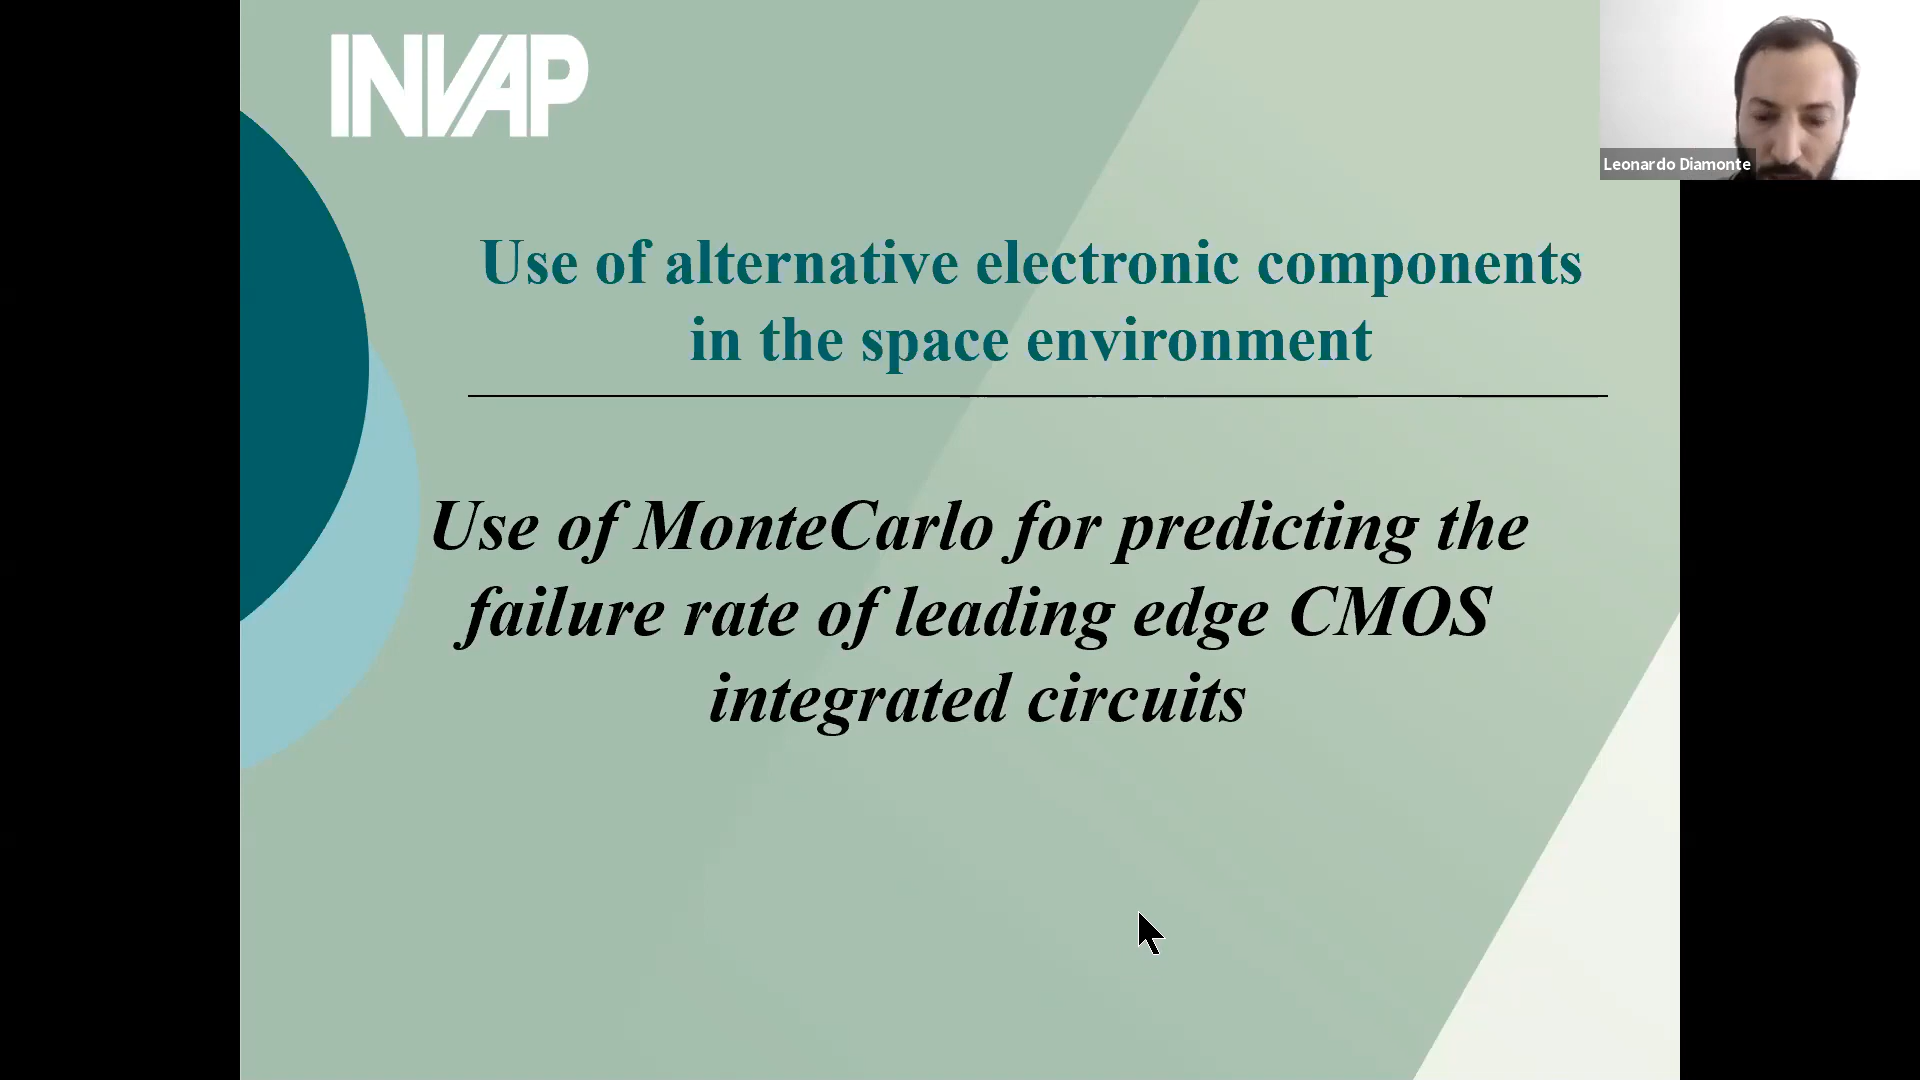 INVAP
Leonardo Diamonte
Use of alternative electronic components
in the space environment
Use of MonteCarlo for predicting the
failure rate of leading edge CMOS
integrated circuits